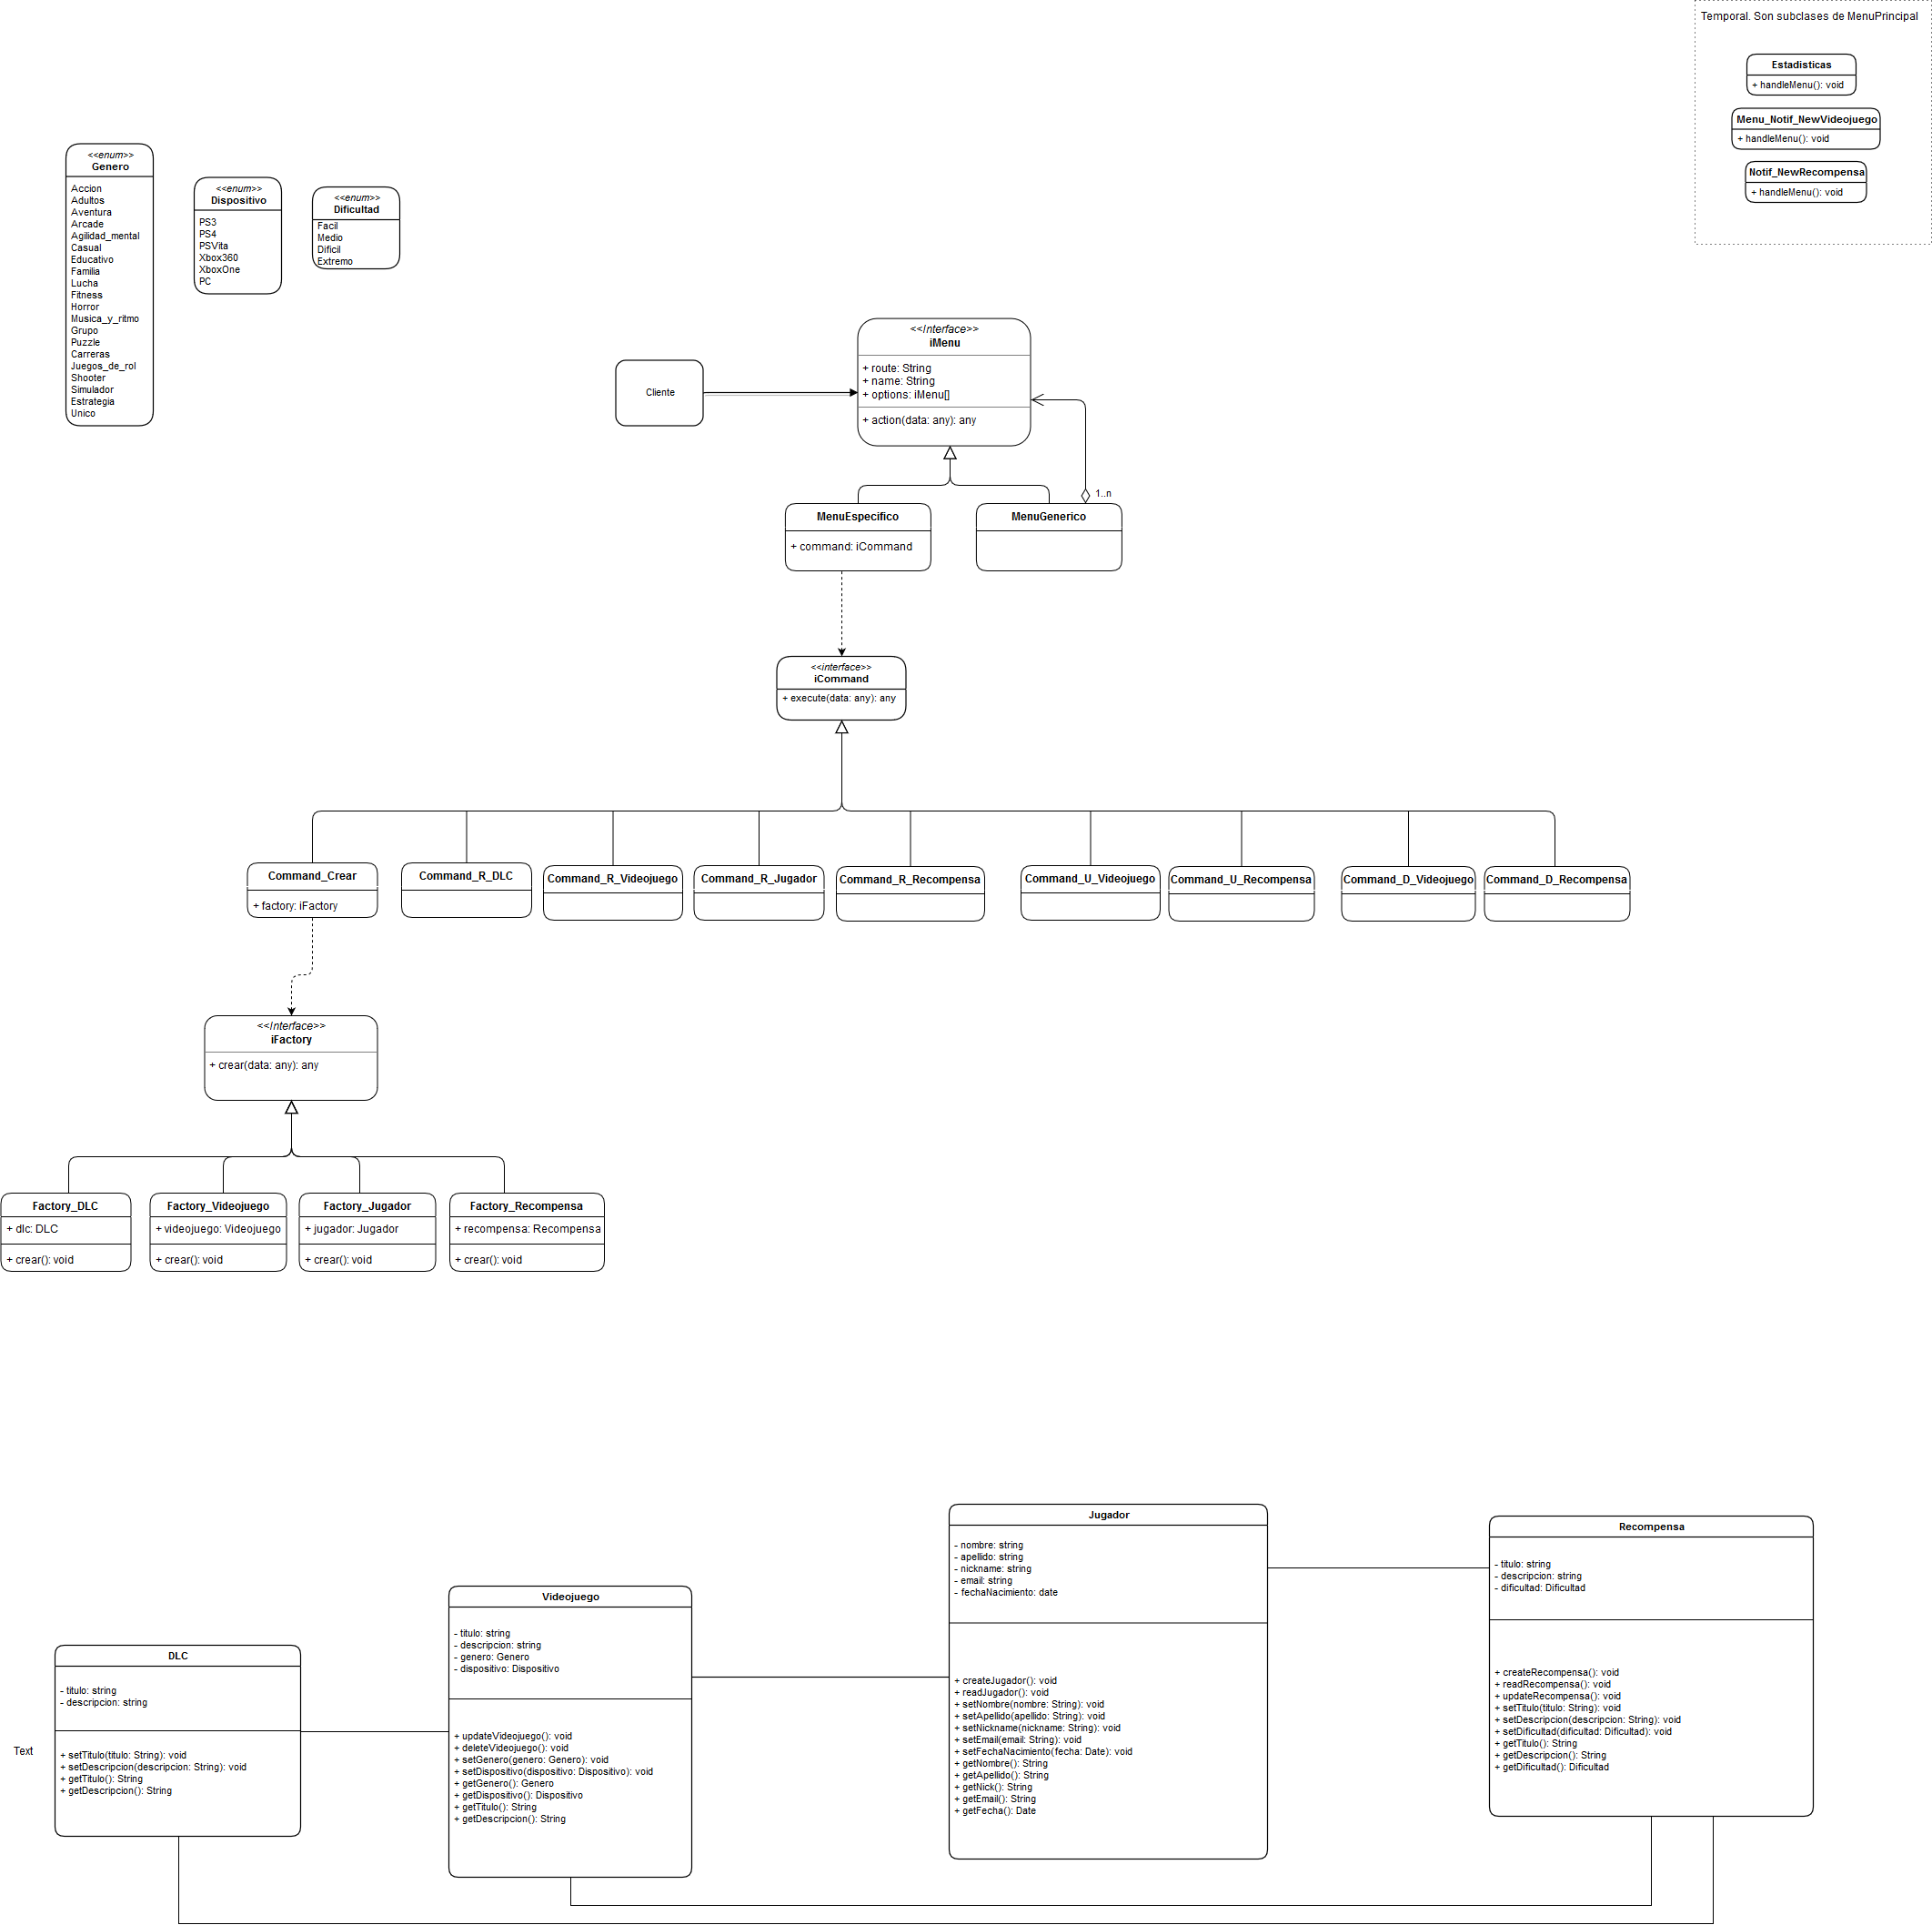 Temporal. Son subclases de MenuPrincipal
Estadisticas
+ handleMenu(): void
Menu_Notif_NewVideojuego
+ handleMenu(): void
Notif_NewRecompensa
+ handleMenu(): void
<<enum>>
Genero
Accion
Adultos
Aventura
Arcade
Agilidad_mental
Casual
Educativo
Familia
Lucha
Fitness
Horror
Musica_y_ritmo
Grupo
Puzzle
Carreras
Juegos_de_rol
Shooter
Simulador
Estrategia
Unico
<<enum>>
Dispositivo
PS3
PS4
PSVita
Xbox360
XboxOne
PC
<<enum>>
Dificultad
Facil
Medio
Dificil
Extremo
Cliente
<<Interface>>
iMenu
+ route: String
+ name: String
+ options: iMenu[]
+ action(data: any): any
1..n
MenuEspecifico
+ command: iCommand
MenuGenerico
<<interface>>
iCommand
+ execute(data: any): any
Command_Crear
+ factory: iFactory
Command_R_DLC
Command_R_Videojuego
Command_R_Jugador
Command_R_Recompensa
Command_U_Videojuego
Command_U_Recompensa
Command_D_Videojuego
Command_D_Recompensa
<<Interface>>
iFactory
+ crear(data: any): any
Factory_DLC
+ dlc: DLC
+ crear(): void
Factory_Videojuego
+ videojuego: Videojuego
+ crear(): void
Factory_Jugador
+ jugador: Jugador
+ crear(): void
Factory_Recompensa
+ recompensa: Recompensa
+ crear(): void
Text
DLC
- titulo: string
- descripcion: string
+ setTitulo(titulo: String): void
+ setDescripcion(descripcion: String): void
+ getTitulo(): String
+ getDescripcion(): String
Videojuego
- titulo: string
- descripcion: string
- genero: Genero
- dispositivo: Dispositivo
+ updateVideojuego(): void
+ deleteVideojuego(): void
+ setGenero(genero: Genero): void
+ setDispositivo(dispositivo: Dispositivo): void
+ getGenero(): Genero
+ getDispositivo(): Dispositivo
+ getTitulo(): String
+ getDescripcion(): String
Jugador
- nombre: string
- apellido: string
- nickname: string
- email: string
- fechaNacimiento: date
+ createJugador(): void
+ readJugador(): void
+ setNombre(nombre: String): void
+ setApellido(apellido: String): void
+ setNickname(nickname: String): void
+ setEmail(email: String): void
+ setFechaNacimiento(fecha: Date): void
+ getNombre(): String
+ getApellido(): String
+ getNick(): String
+ getEmail(): String
+ getFecha(): Date
Recompensa
- titulo: string
- descripcion: string
- dificultad: Dificultad
+ createRecompensa(): void
+ readRecompensa(): void
+ updateRecompensa(): void
+ setTitulo(titulo: String): void
+ setDescripcion(descripcion: String): void
+ setDificultad(dificultad: Dificultad): void
+ getTitulo(): String
+ getDescripcion(): String
+ getDificultad(): Dificultad